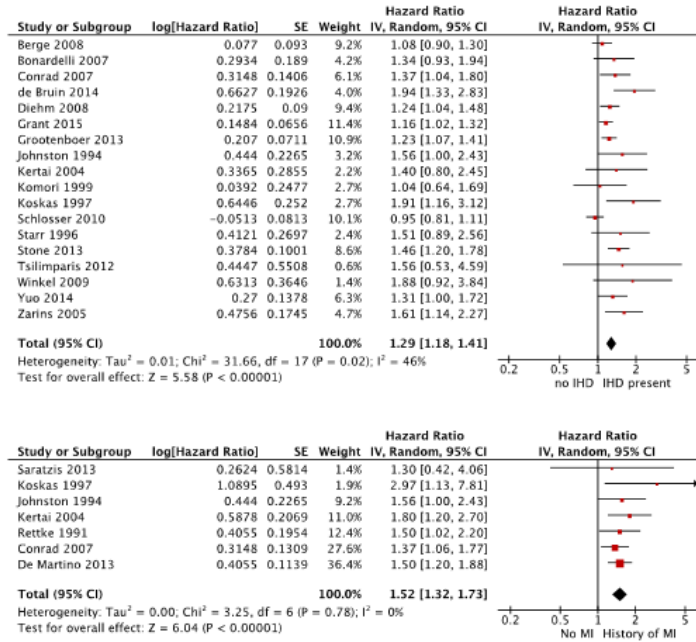 Hazard Ratio Hazard Ratio
Study or Subgroup log[Hazard Ratio] SE Weight IV, Random, 95% CI IV, Random, 95% CI
Berge 2008 0.077 0.093 9.2% 1.08 [0.90, 1.30]
Bonardelli 2007 0.2934 0.189 4.2% 1.34 [0.93, 1.94]
Conrad 2007 0.3148 0.1406 6.1% 1.37 [1.04, 1.80]
de Bruin 2014 0.6627 0.1926 4.0% 1.94 [1.33, 2.83]
Diehm 2008 0.2175 0.09 9.4% 1.24 [1.04, 1.48]
Grant 2015 0.1484 0.0656 11.4% 1.16 [1.02, 1.32]
Grootenboer 2013 0.207 0.0711 10.9% 1.23 [1.07, 1.41]
Johnston 1994 0.444 0.2265 3.2% 1.56 [1.00, 2.43]
Kertai 2004 0.3365 0.2855 2.2% 1.40 [0.80, 2.45]
Komori 1999 0.0392 0.2477 2.7% 1.04 [0.64, 1.69]
Koskas 1997 0.6446 0.252 2.7% 1.91 [1.16, 3.12]
Schlosser 2010 -0.0513 0.0813 10.1% 0.95 [0.81, 1.11]
Starr 1996 0.4121 0.2697 2.4% 1.51 [0.89, 2.56]
Stone 2013 0.3784 0.1001 8.6% 1.46 [1.20, 1.78]
Tsilimparis 2012 0.4447 0.5508 0.6% 1.56 [0.53, 4.59]
Winkel 2009 0.6313 0.3646 1.4% 1.88 [0.92, 3.84]
Yuo 2014 0.27 0.1378 6.3% 1.31 [1.00, 1.72]
Zarins 2005 0.4756 0.1745 4.7% 1.61 [1.14, 2.27]
Total (95% CI) 100.0% 1.29 [1.18, 1.41]
Heterogeneity: Tau² = 0.01; Chi² = 31.66, df = 17 (P = 0.02); I² = 46%
Test for overall effect: Z = 5.58 (P < 0.00001)
0.2 0.5 1 2 5
no IHD IHD present
Hazard Ratio Hazard Ratio
Study or Subgroup log[Hazard Ratio] SE Weight IV, Random, 95% CI IV, Random, 95% CI
Saratzis 2013 0.2624 0.5814 1.4% 1.30 [0.42, 4.06]
Koskas 1997 1.0895 0.493 1.9% 2.97 [1.13, 7.81]
Johnston 1994 0.444 0.2265 9.2% 1.56 [1.00, 2.43]
Kertai 2004 0.5878 0.2069 11.0% 1.80 [1.20, 2.70]
Rettke 1991 0.4055 0.1954 12.4% 1.50 [1.02, 2.20]
Conrad 2007 0.3148 0.1309 27.6% 1.37 [1.06, 1.77]
De Martino 2013 0.4055 0.1139 36.4% 1.50 [1.20, 1.88]
Total (95% CI) 100.0% 1.52 [1.32, 1.73]
Heterogeneity: Tau² = 0.00; Chi² = 3.25, df = 6 (P = 0.78); I² = 0%
Test for overall effect: Z = 6.04 (P < 0.00001)
0.2 0.5 1 2 5
No MI History of MI